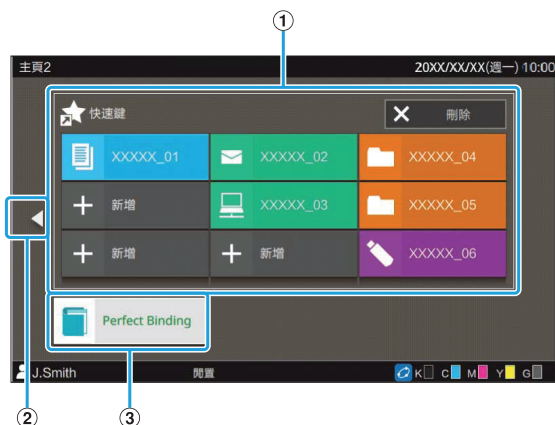 ①
主頁2 20XX/XX/XX(週一) 10:00
快速鍵 刪除
XXXXX_01 XXXXX_02 XXXXX_04
新增 XXXXX_03 XXXXX_05
新增 新增 XXXXX_06
Perfect Binding
J.Smith 閒置 K C M Y G
② ③